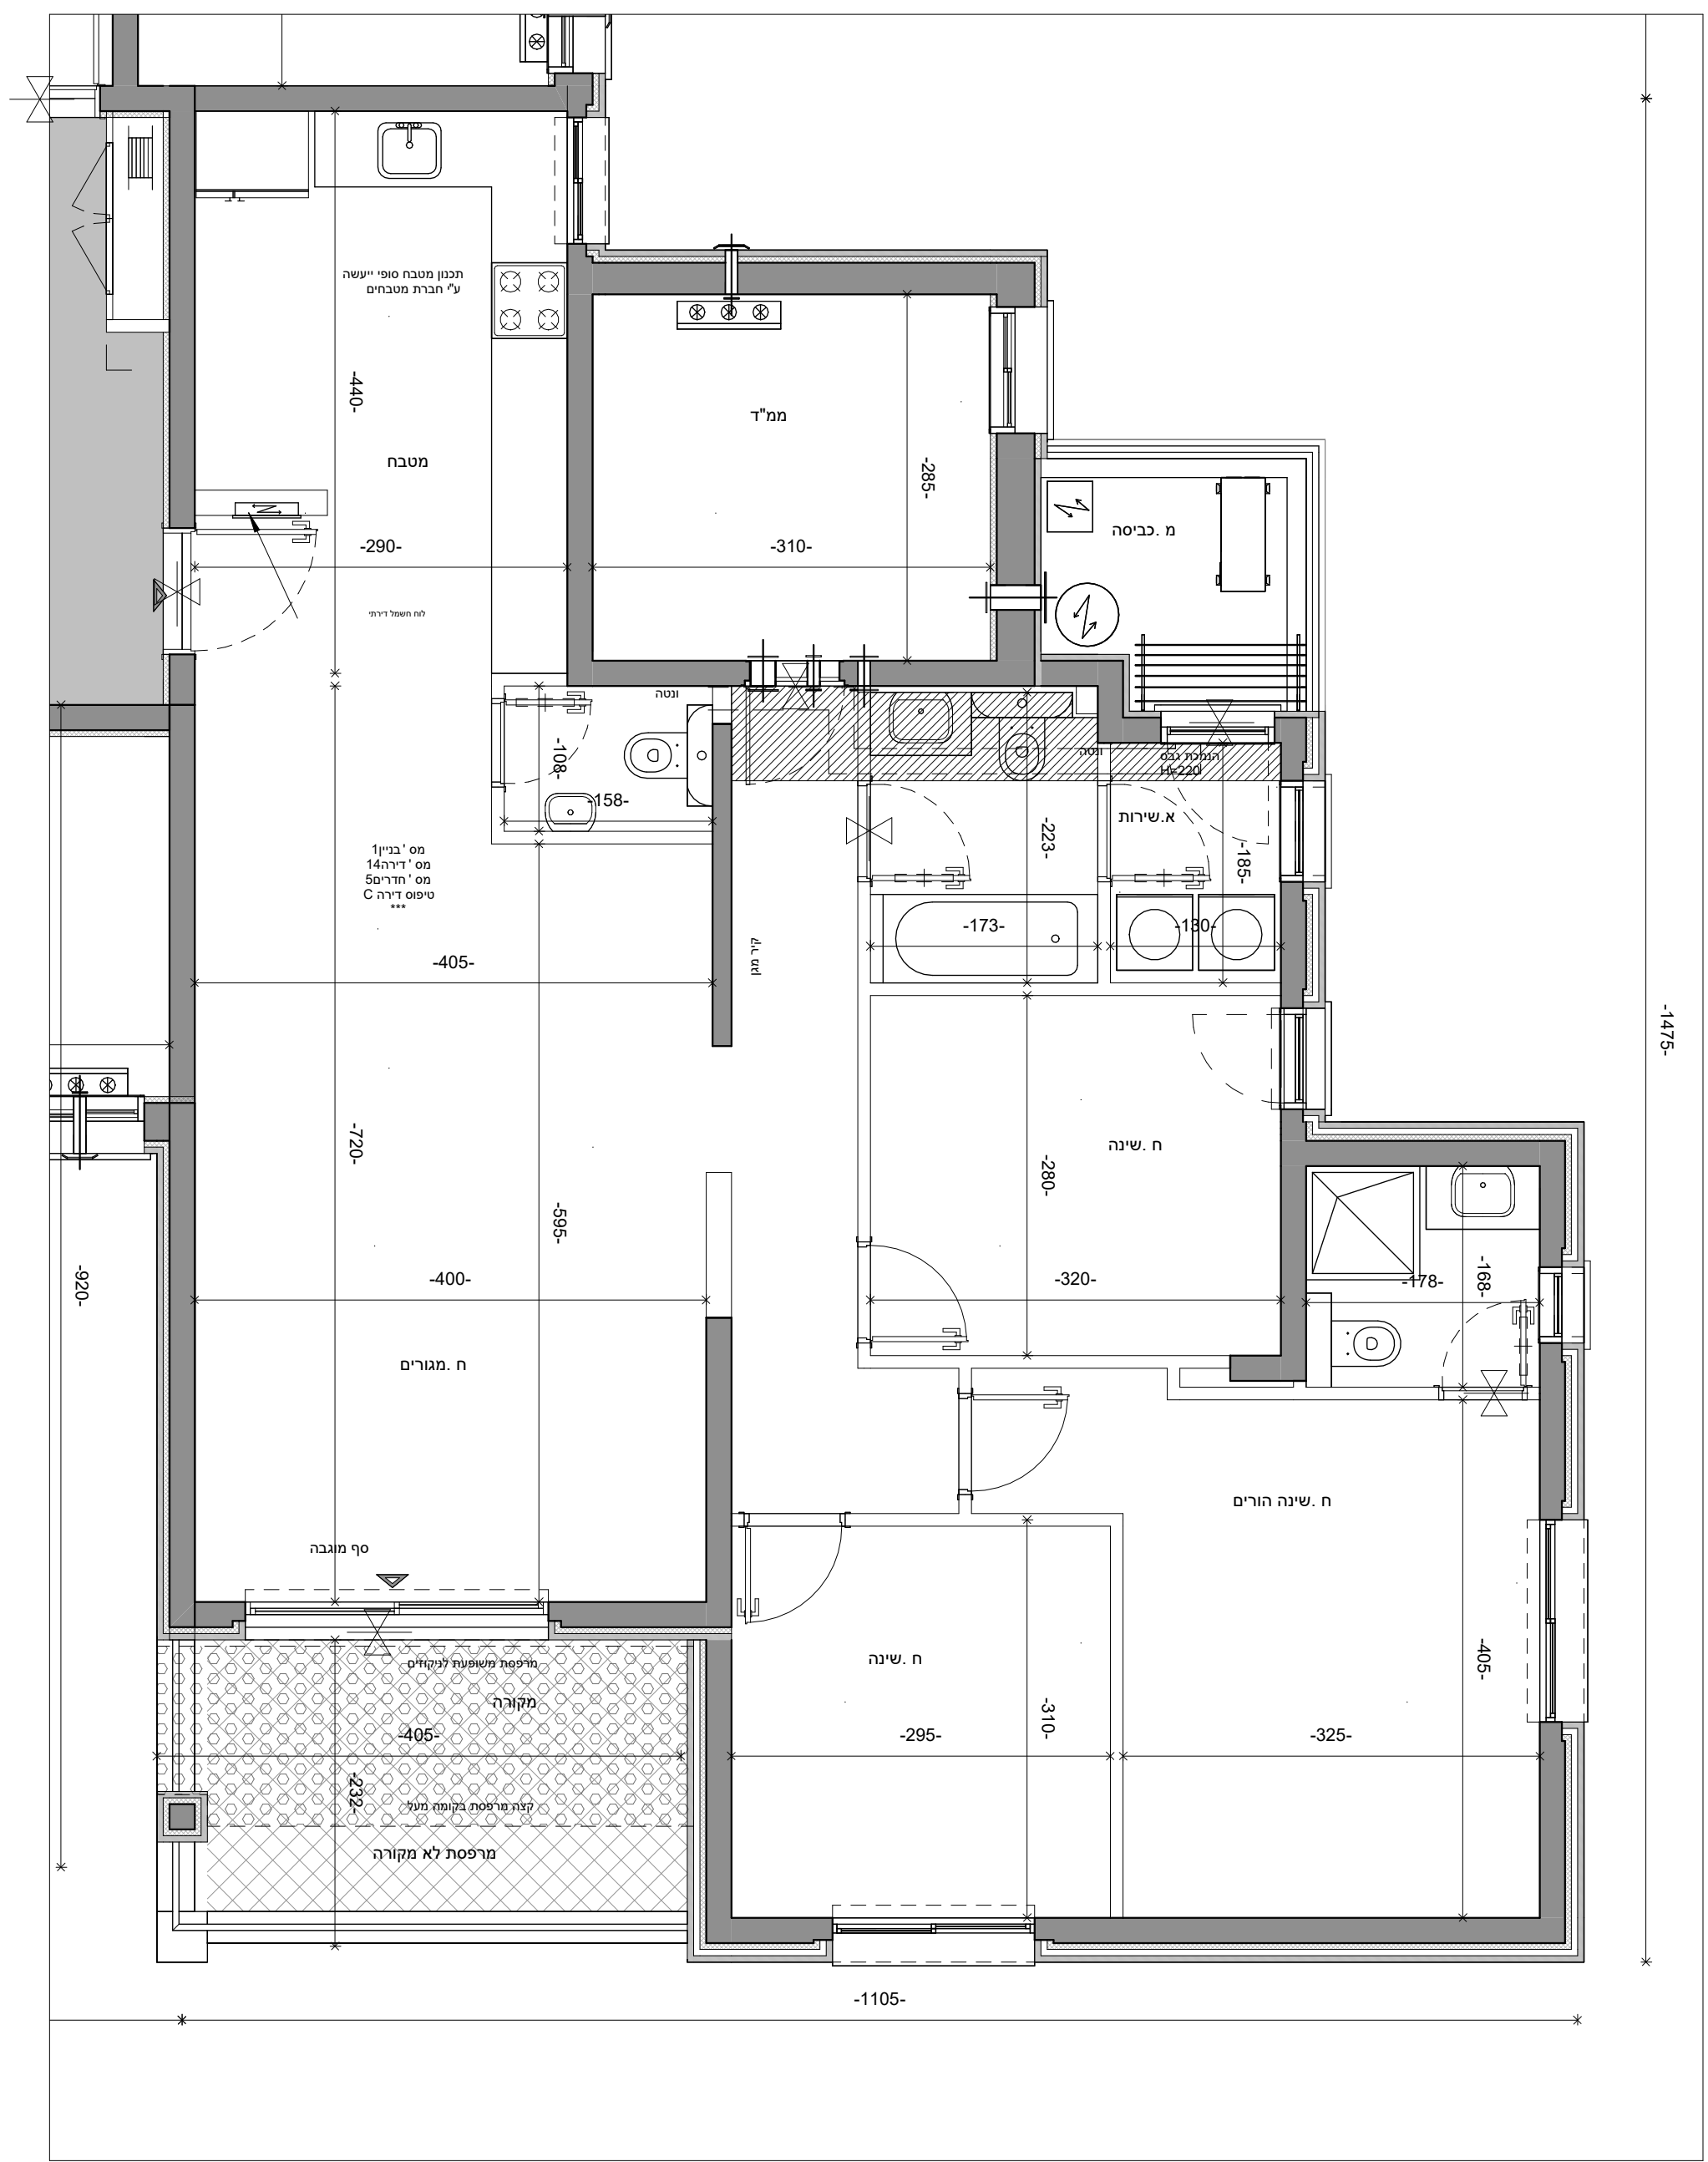 תכנון מטבח סופי ייעשה
ע"י חברת מטבחים
-440-
ממ"ד
מטבח
-285-
מ .כביסה
-290-
-310-
לוח חשמל דירתי
ונטה
-108-
-158-
ונטה
הנמכת גבס
H=220
א.שירות
-223-
-185-
מס ' בניין1
מס ' דירה14
מס ' חדרים5
טיפוס דירה C
***
-173-
-130-
קיר מגן
-405-
-1475-
-720-
ח .שינה
-280-
-595-
-920-
-400-
-320-
-178-
-168-
ח .מגורים
ח .שינה הורים
סף מוגבה
מרפסת משופעת לניקוזים
ח .שינה
-405-
מקורה
-405-
-310-
-295-
-325-
-232-
קצה מרפסת בקומה מעל
מרפסת לא מקורה
-1105-